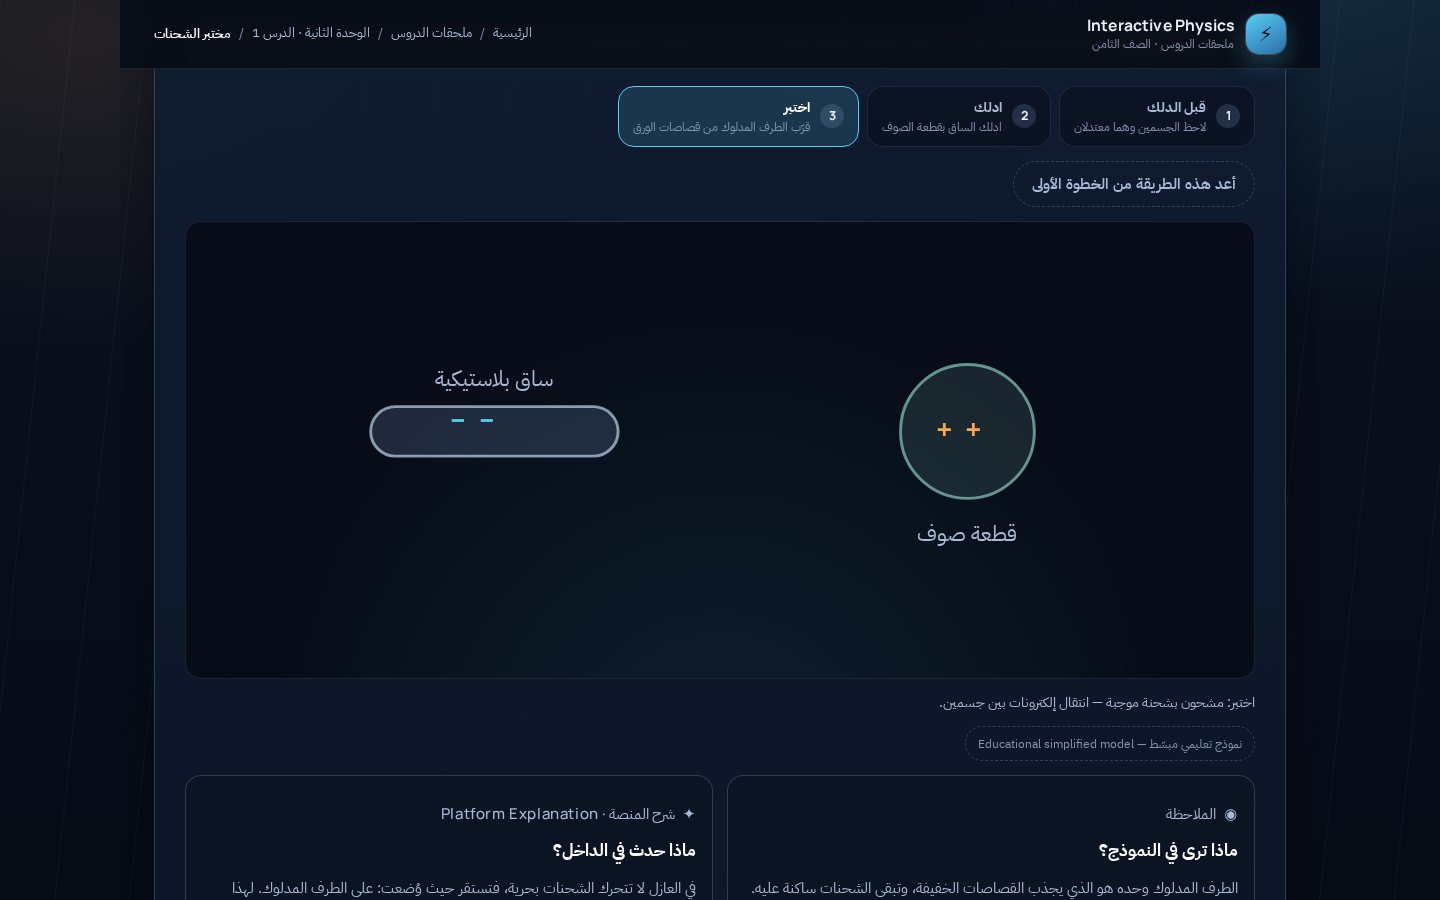 Interactive Physics
ملحقات الدروس · الصف الثامن
الرئيسية / ملحقات الدروس / الوحدة الثانية · الدرس 1 / مختبر الشحنات
1
قبل الدلك
لاحظ الجسمين وهما معتدلان
2
ادلك
ادلك الساق بقطعة الصوف
3
اختبر
قرّب الطرف المدلوك من قصاصات الورق
أعد هذه الطريقة من الخطوة الأولى
ساق بلاستيكية
− −
+ +
قطعة صوف
اختبر: مشحون بشحنة موجبة — انتقال إلكترونات بين جسمين.
نموذج تعليمي مبسّط — Educational simplified model
◉ الملاحظة
ماذا ترى في النموذج؟
الطرف المدلوك وحده هو الذي يجذب القصاصات الخفيفة، وتبقى الشحنات ساكنة عليه.
✦ شرح المنصة · Platform Explanation
ماذا حدث في الداخل؟
في العازل لا تتحرك الشحنات بحرية، فتستقر حيث وُضعت: على الطرف المدلوك. لهذا